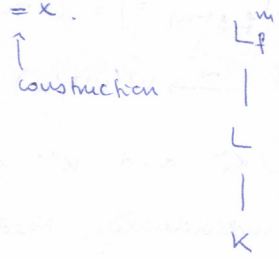 = x.
construction
L_f^m
L
K